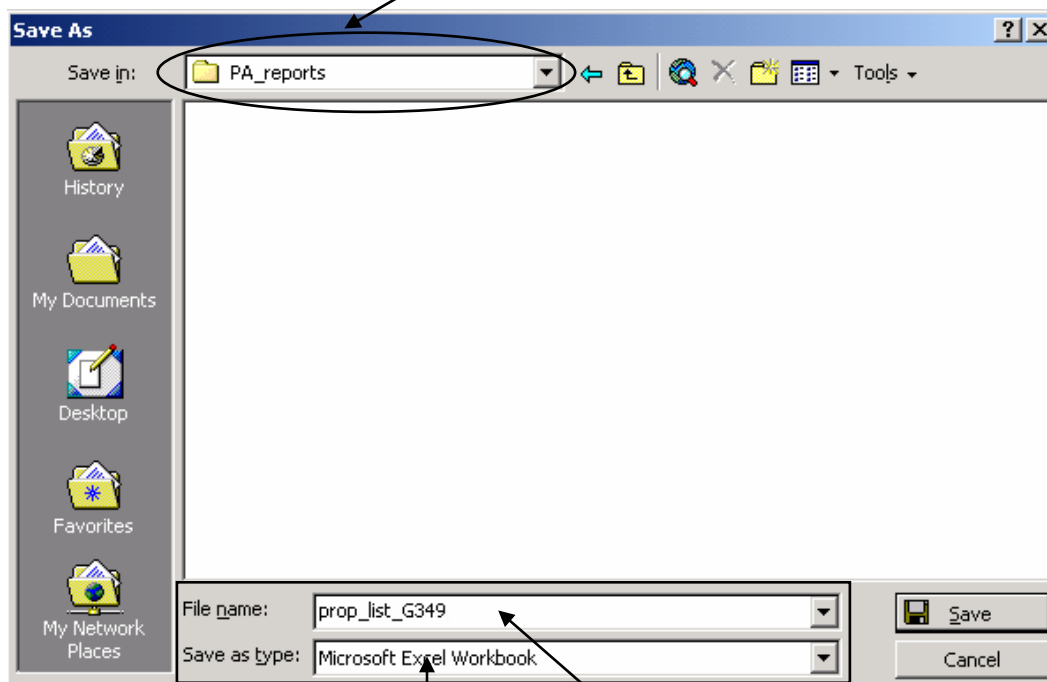 Save As
Save in:
PA_reports
Tools
History
My Documents
Desktop
Favorites
My Network
Places
File name:
prop_list_G349
Save
Save as type:
Microsoft Excel Workbook
Cancel